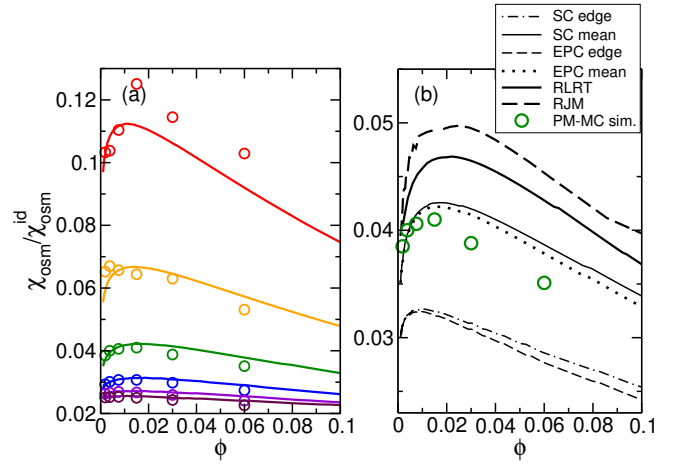 SC edge
SC mean
EPC edge
EPC mean
RLRT
RJM
PM-MC sim.
(a)
(b)
χosm/χosm^id
0.12
0.1
0.08
0.06
0.04
0.02
0
0.02
0.04
0.06
0.08
0.1
ϕ
0.05
0.04
0.03
0
0.02
0.04
0.06
0.08
0.1
ϕ